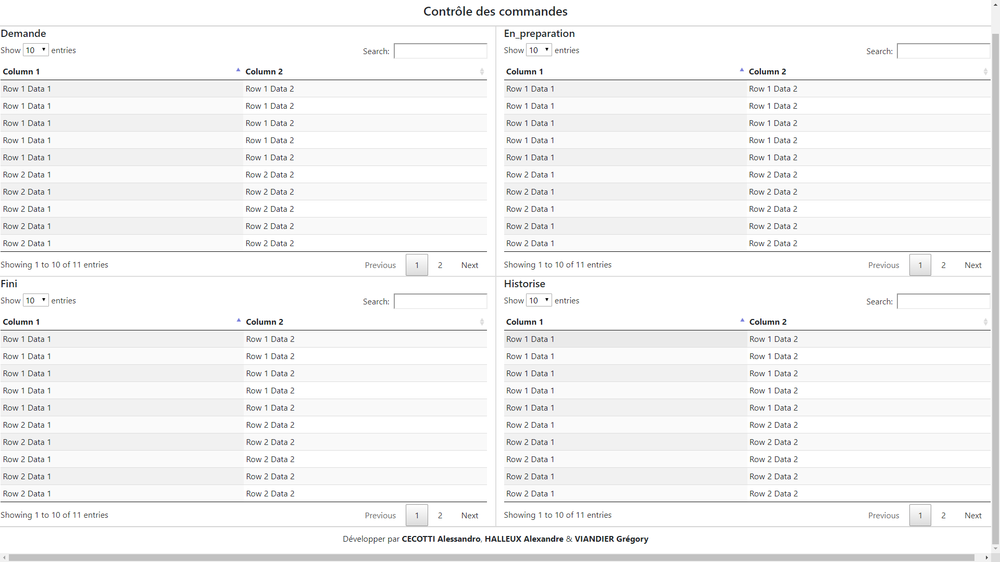 Contrôle des commandes
Demande
Show 10 entries Search:
Column 1 Column 2
Row 1 Data 1 Row 1 Data 2
Row 1 Data 1 Row 1 Data 2
Row 1 Data 1 Row 1 Data 2
Row 1 Data 1 Row 1 Data 2
Row 1 Data 1 Row 1 Data 2
Row 2 Data 1 Row 2 Data 2
Row 2 Data 1 Row 2 Data 2
Row 2 Data 1 Row 2 Data 2
Row 2 Data 1 Row 2 Data 2
Row 2 Data 1 Row 2 Data 2
Showing 1 to 10 of 11 entries Previous 1 2 Next
En_preparation
Show 10 entries Search:
Column 1 Column 2
Row 1 Data 1 Row 1 Data 2
Row 1 Data 1 Row 1 Data 2
Row 1 Data 1 Row 1 Data 2
Row 1 Data 1 Row 1 Data 2
Row 1 Data 1 Row 1 Data 2
Row 2 Data 1 Row 2 Data 2
Row 2 Data 1 Row 2 Data 2
Row 2 Data 1 Row 2 Data 2
Row 2 Data 1 Row 2 Data 2
Row 2 Data 1 Row 2 Data 2
Showing 1 to 10 of 11 entries Previous 1 2 Next
Fini
Show 10 entries Search:
Column 1 Column 2
Row 1 Data 1 Row 1 Data 2
Row 1 Data 1 Row 1 Data 2
Row 1 Data 1 Row 1 Data 2
Row 1 Data 1 Row 1 Data 2
Row 1 Data 1 Row 1 Data 2
Row 2 Data 1 Row 2 Data 2
Row 2 Data 1 Row 2 Data 2
Row 2 Data 1 Row 2 Data 2
Row 2 Data 1 Row 2 Data 2
Row 2 Data 1 Row 2 Data 2
Showing 1 to 10 of 11 entries Previous 1 2 Next
Historise
Show 10 entries Search:
Column 1 Column 2
Row 1 Data 1 Row 1 Data 2
Row 1 Data 1 Row 1 Data 2
Row 1 Data 1 Row 1 Data 2
Row 1 Data 1 Row 1 Data 2
Row 1 Data 1 Row 1 Data 2
Row 2 Data 1 Row 2 Data 2
Row 2 Data 1 Row 2 Data 2
Row 2 Data 1 Row 2 Data 2
Row 2 Data 1 Row 2 Data 2
Row 2 Data 1 Row 2 Data 2
Showing 1 to 10 of 11 entries Previous 1 2 Next
Développer par CECOTTI Alessandro, HALLEUX Alexandre & VIANDIER Grégory